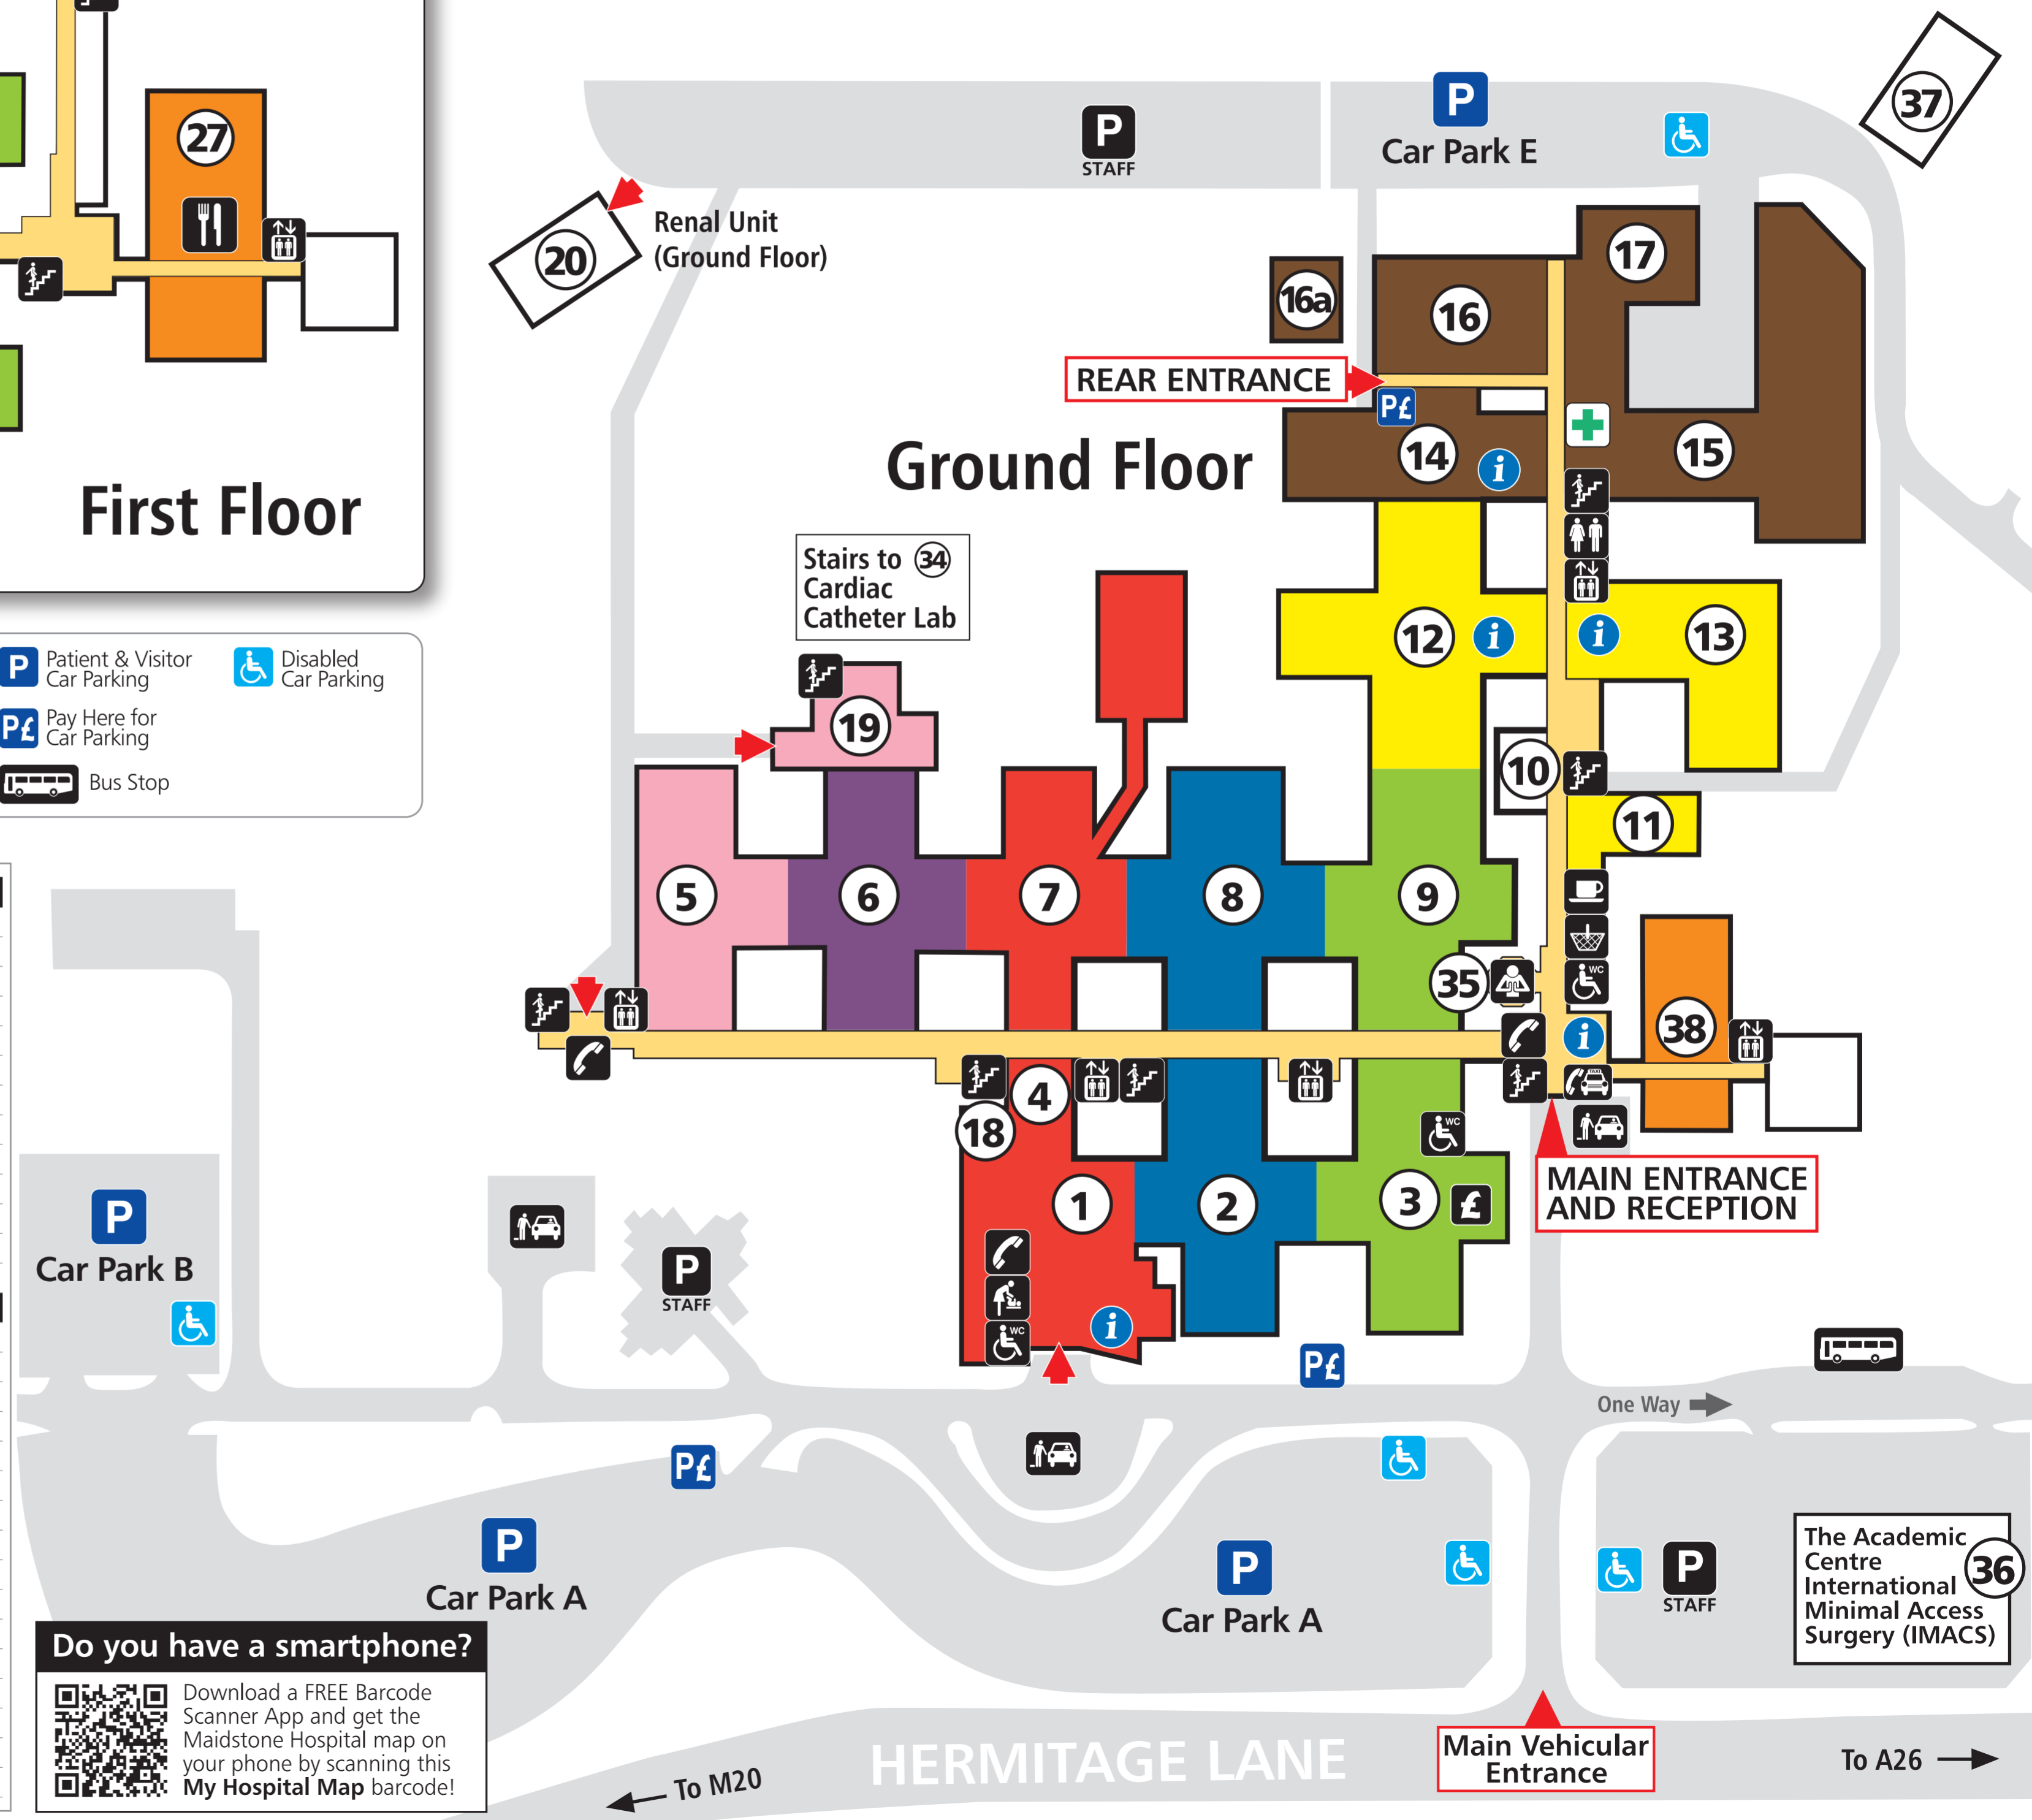 27
First Floor
P Patient & Visitor
Car Parking
Disabled
Car Parking
P£ Pay Here for
Car Parking
Bus Stop
P
STAFF
P
Car Park E
37
20
Renal Unit
(Ground Floor)
16a
16
17
REAR ENTRANCE
P£
14
i
15
Ground Floor
Stairs to 34
Cardiac
Catheter Lab
12
i
i
13
19
10
11
5
6
7
8
9
35
WC
38
i
4
18
TAXI
WC
1
2
3
£
MAIN ENTRANCE
AND RECEPTION
P
Car Park B
P
STAFF
WC
i
P£
One Way
P£
P
Car Park A
P
Car Park A
P
STAFF
The Academic
Centre
International
Minimal Access
Surgery (IMACS)
36
Do you have a smartphone?
Download a FREE Barcode
Scanner App and get the
Maidstone Hospital map on
your phone by scanning this
My Hospital Map barcode!
HERMITAGE LANE
Main Vehicular
Entrance
To M20
To A26